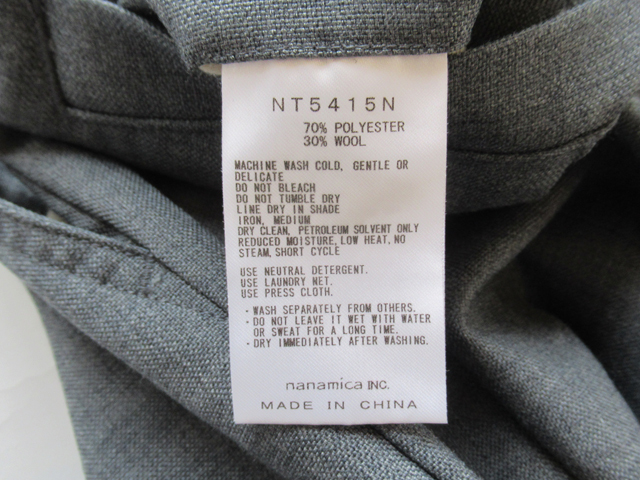 NT5415N
70% POLYESTER
30% WOOL
MACHINE WASH COLD, GENTLE OR
DELICATE
DO NOT BLEACH
DO NOT TUMBLE DRY
LINE DRY IN SHADE
IRON, MEDIUM
DRY CLEAN, PETROLEUM SOLVENT ONLY
REDUCED MOISTURE, LOW HEAT, NO
STEAM, SHORT CYCLE
USE NEUTRAL DETERGENT.
USE LAUNDRY NET.
USE PRESS CLOTH.
・WASH SEPARATELY FROM OTHERS.
・DO NOT LEAVE IT WET WITH WATER
OR SWEAT FOR A LONG TIME.
・DRY IMMEDIATELY AFTER WASHING.
nanamica INC.
MADE IN CHINA